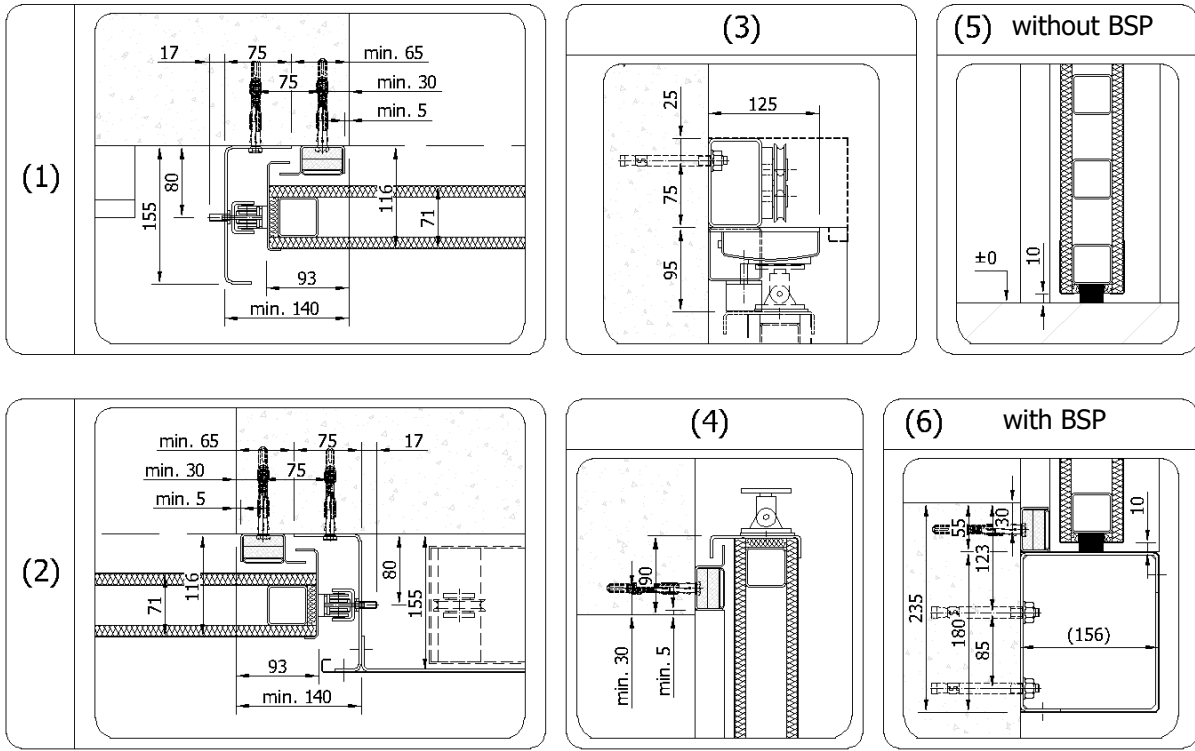 (1)
17
75
min. 65
75
min. 30
min. 5
80
155
116
71
93
min. 140
(3)
25
125
75
95
(5) without BSP
±0
10
(2)
min. 65
75
17
min. 30
75
min. 5
116
71
80
155
93
min. 140
(4)
90
min. 30
min. 5
(6) with BSP
55
30
10
123
235
180
85
(156)